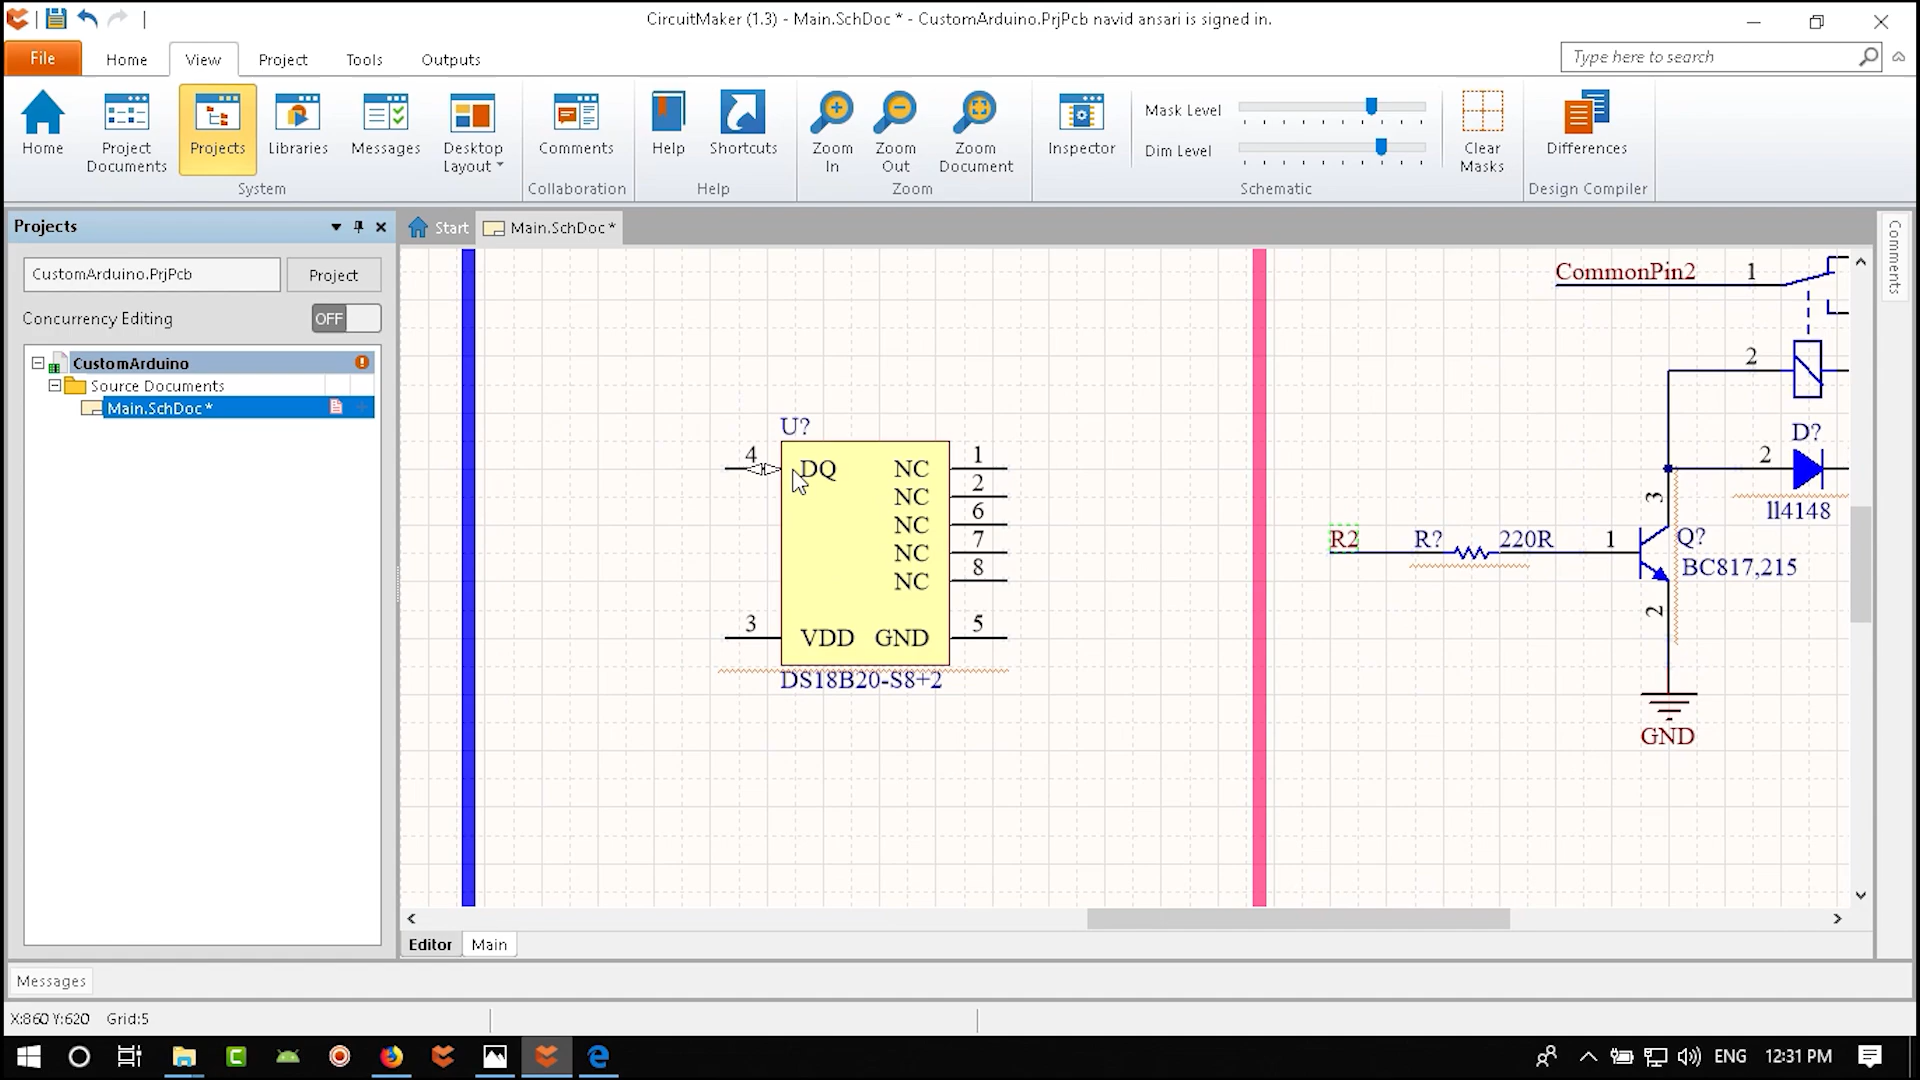 CircuitMaker (1.3) - Main.SchDoc * - CustomArduino.PrjPcb navid ansari is signed in.
File Home View Project Tools Outputs
Type here to search
Home
Project Documents
Projects
Libraries
Messages
Desktop Layout
System
Comments
Collaboration
Help
Shortcuts
Help
Zoom In
Zoom Out
Zoom Document
Zoom
Inspector
Mask Level
Dim Level
Clear Masks
Schematic
Differences
Design Compiler
Projects
CustomArduino.PrjPcb
Project
Concurrency Editing
OFF
CustomArduino
Source Documents
Main.SchDoc *
Start
Main.SchDoc *
Comments
U?
4 DQ NC 1
NC 2
NC 6
NC 7
NC 8
3 VDD GND 5
DS18B20-S8+2
CommonPin2 1
2
D?
2
1l4148
3
R2 R? 220R 1 Q?
BC817,215
2
GND
Editor Main
Messages
X:860 Y:620 Grid:5
ENG 12:31 PM